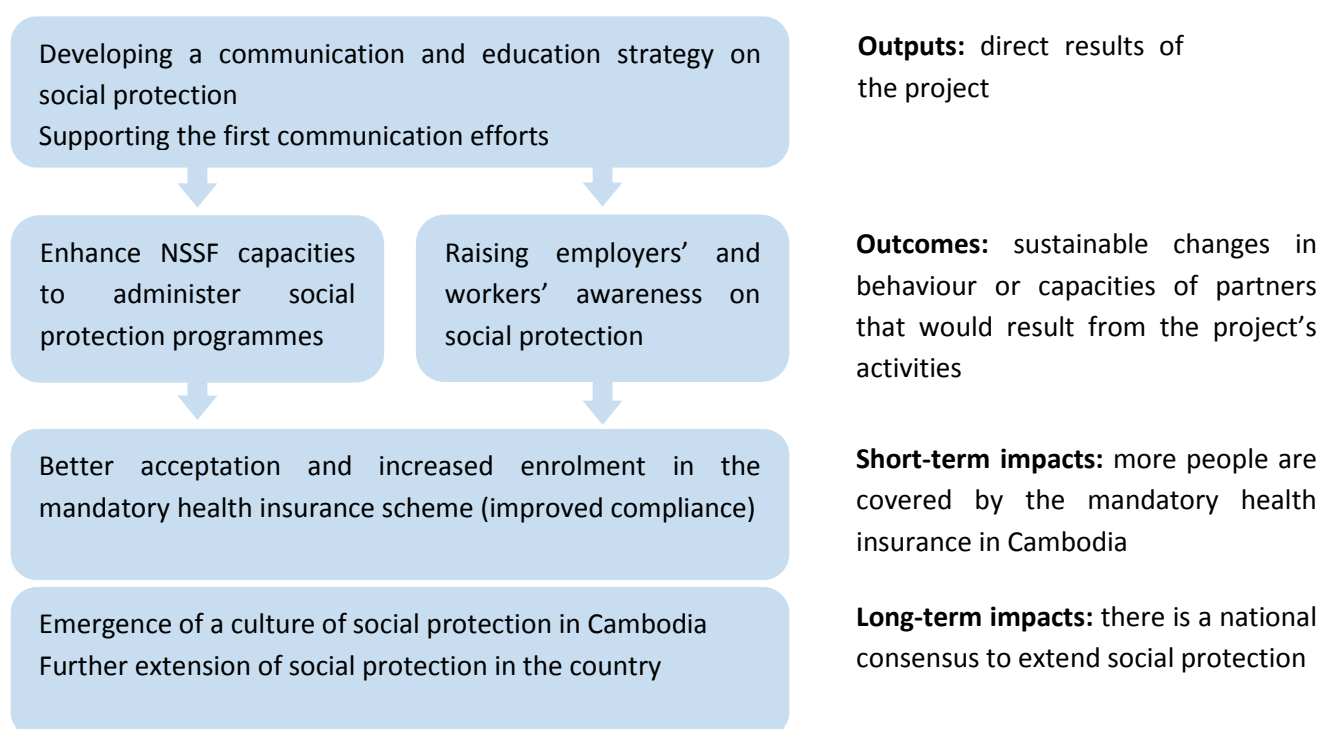 Developing a communication and education strategy on
social protection
Supporting the first communication efforts
Outputs: direct results of
the project
Enhance NSSF capacities
to administer social
protection programmes
Raising employers’ and
workers’ awareness on
social protection
Outcomes: sustainable changes in
behaviour or capacities of partners
that would result from the project’s
activities
Better acceptation and increased enrolment in the
mandatory health insurance scheme (improved compliance)
Short-term impacts: more people are
covered by the mandatory health
insurance in Cambodia
Emergence of a culture of social protection in Cambodia
Further extension of social protection in the country
Long-term impacts: there is a national
consensus to extend social protection